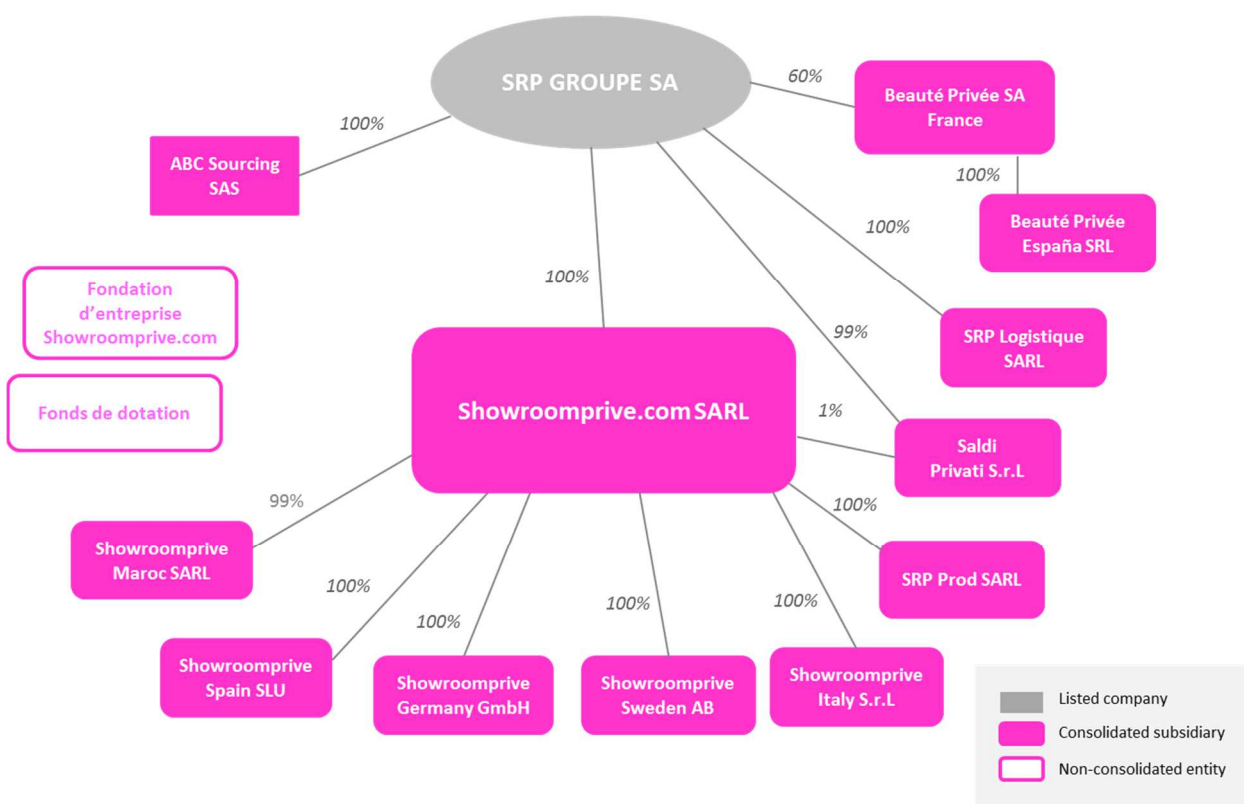 SRP GROUPE SA
60%
Beauté Privée SA
France
100%
ABC Sourcing
SAS
100%
Beauté Privée
España SRL
100%
100%
Fondation
d’entreprise
Showroomprive.com
99%
SRP Logistique
SARL
Fonds de dotation
Showroomprive.com SARL
1%
Saldi
Privati S.r.L
99%
100%
Showroomprive
Maroc SARL
SRP Prod SARL
100%
100%
100%
100%
Showroomprive
Spain SLU
Showroomprive
Germany GmbH
Showroomprive
Sweden AB
Showroomprive
Italy S.r.L
Listed company
Consolidated subsidiary
Non-consolidated entity